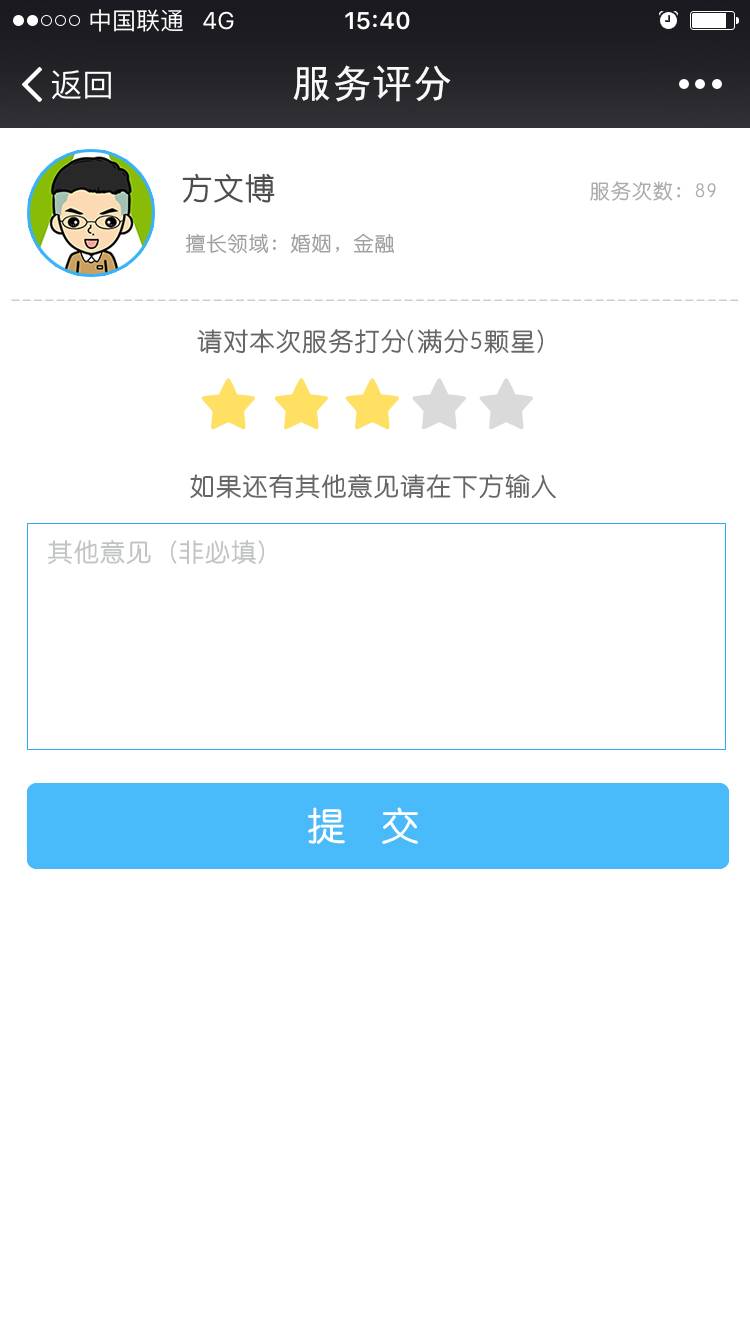 中国联通 4G 15:40
返回 服务评分
方文博
服务次数：89
擅长领域：婚姻，金融
请对本次服务打分(满分5颗星)
如果还有其他意见请在下方输入
其他意见（非必填）
提 交